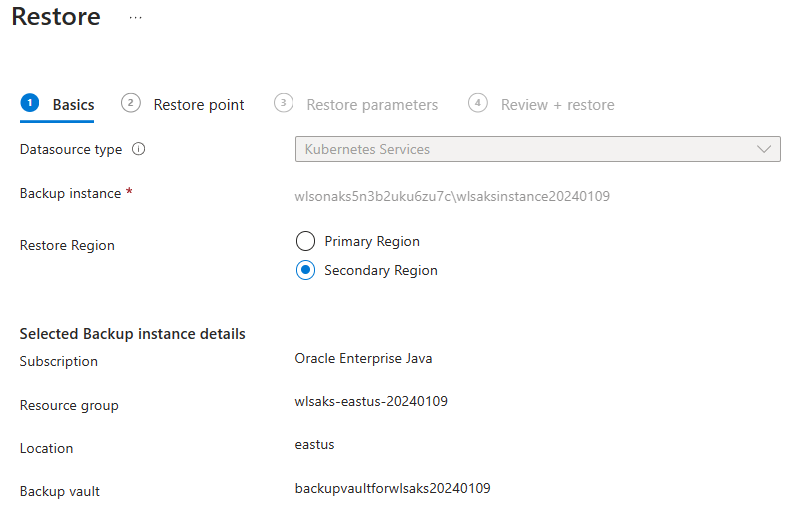 Restore ...
1 Basics 2 Restore point 3 Restore parameters 4 Review + restore
Datasource type Kubernetes Services
Backup instance * wlsonaks5n3b2uku6zu7c\wlsaksinstance20240109
Restore Region Primary Region
Secondary Region
Selected Backup instance details
Subscription Oracle Enterprise Java
Resource group wlsaks-eastus-20240109
Location eastus
Backup vault backupvaultforwlsaks20240109